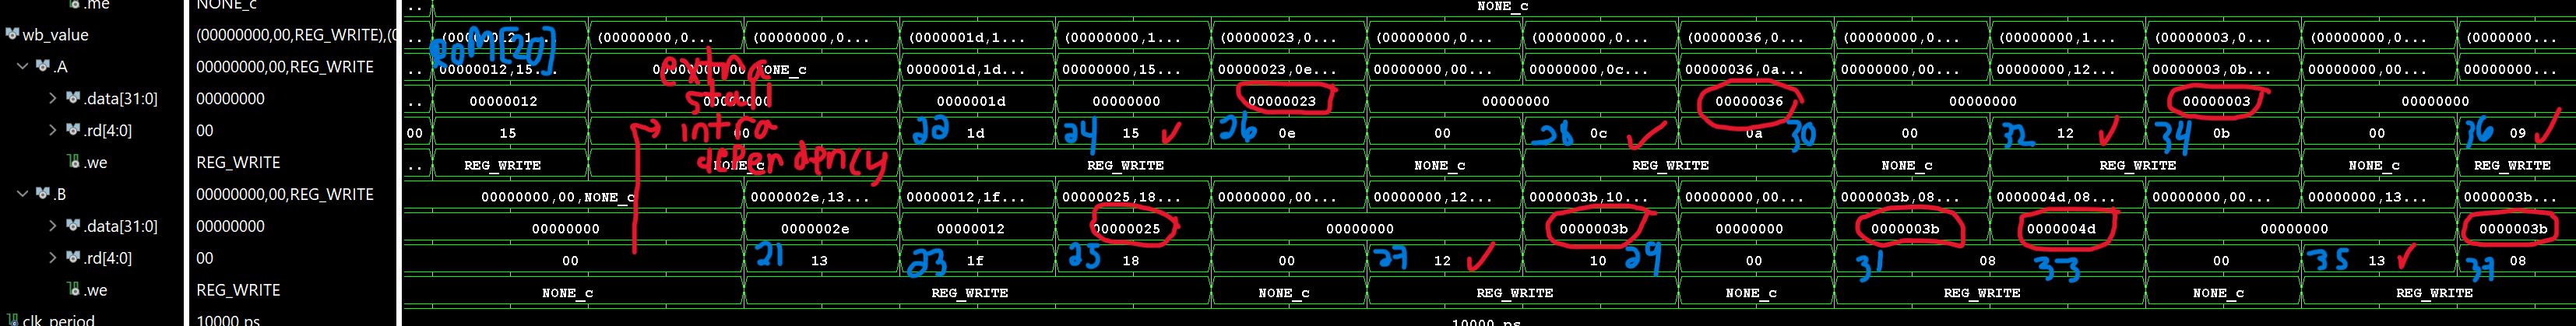 .me NONE_c .. NONE_c
wb_value (00000000,00,REG_WRITE),(0 .. (00000012,1... (00000000,0... (00000000,0... (0000001d,1... (00000000,1... (00000023,0... (00000000,0... (00000000,0... (00000036,0... (00000000,0... (00000000,1... (00000003,0... (00000000,0... (00000000...
ROM[20]
.A 00000000,00,REG_WRITE .. 00000012,15... 00000000,00,NONE_c 0000001d,1d... 00000000,15... 00000023,0e... 00000000,00... 00000000,0c... 00000036,0a... 00000000,00... 00000000,12... 00000003,0b... 00000000,00... 00000000...
extra
.data[31:0] 00000000 .. 00000012 00000000 0000001d 00000000 00000023 00000000 00000036 00000000 00000003 00000000
stall
.rd[4:0] 00 00 15 00 22 1d 24 15 26 0e 00 28 0c 0a 30 00 32 12 34 0b 00 36 09
intra
.we REG_WRITE .. REG_WRITE NONE_c REG_WRITE NONE_c REG_WRITE NONE_c REG_WRITE NONE_c REG_WRITE
dependency
.B 00000000,00,REG_WRITE 00000000,00,NONE_c 0000002e,13... 00000012,1f... 00000025,18... 00000000,00... 00000000,12... 0000003b,10... 00000000,00... 0000003b,08... 0000004d,08... 00000000,00... 00000000,13... 0000003b...
.data[31:0] 00000000 00000000 0000002e 00000012 00000025 00000000 0000003b 00000000 0000003b 0000004d 00000000 0000003b
.rd[4:0] 00 00 21 13 23 1f 25 18 00 27 12 10 29 00 31 08 33 00 35 13 37 08
.we REG_WRITE NONE_c REG_WRITE NONE_c REG_WRITE NONE_c REG_WRITE NONE_c REG_WRITE
clk_period 10000 ps 10000 ps